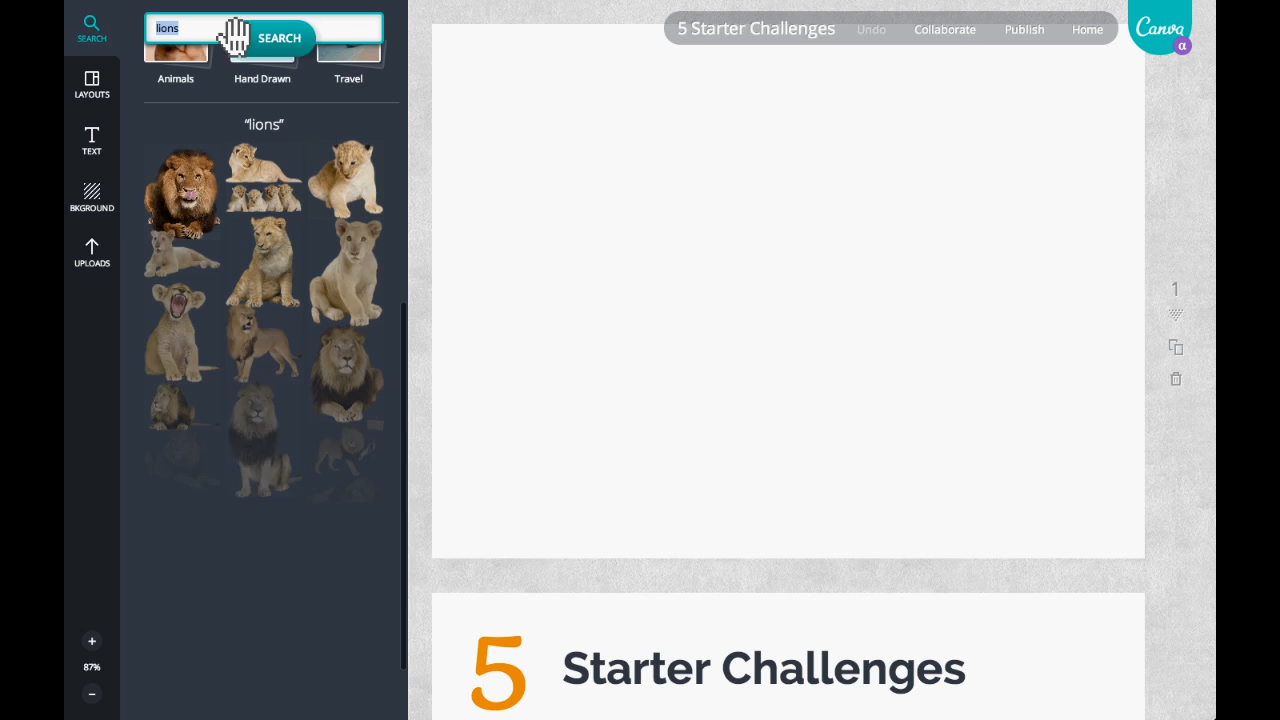 SEARCH
LAYOUTS
TEXT
BKGROUND
UPLOADS
+
87%
−
lions
SEARCH
Animals
Hand Drawn
Travel
“lions”
5 Starter Challenges
Undo
Collaborate
Publish
Home
Canva
α
1
5
Starter Challenges